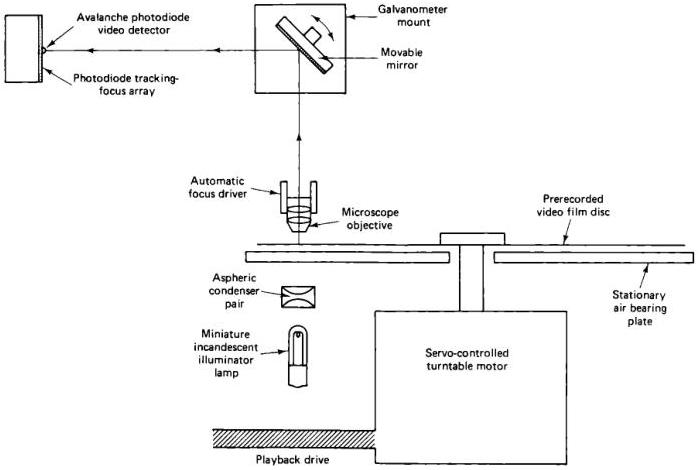 Avalanche photodiode
video detector
Photodiode tracking-
focus array
Galvanometer
mount
Movable
mirror
Automatic
focus driver
Microscope
objective
Prerecorded
video film disc
Aspheric
condenser
pair
Stationary
air bearing
plate
Miniature
incandescent
illuminator
lamp
Servo-controlled
turntable motor
Playback drive